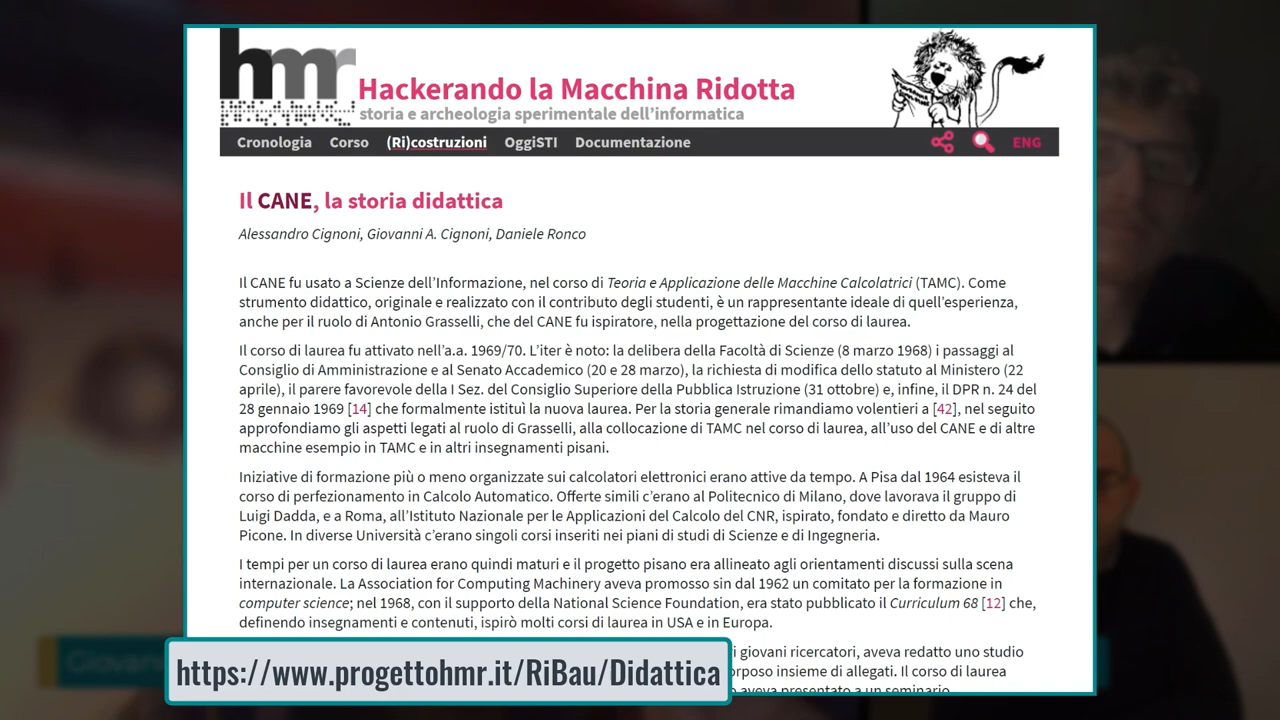 hmr
Hackerando la Macchina Ridotta
storia e archeologia sperimentale dell’informatica
Cronologia Corso (Ri)costruzioni OggiSTI Documentazione ENG
Il CANE, la storia didattica
Alessandro Cignoni, Giovanni A. Cignoni, Daniele Ronco
Il CANE fu usato a Scienze dell’Informazione, nel corso di Teoria e Applicazione delle Macchine Calcolatrici (TAMC). Come
strumento didattico, originale e realizzato con il contributo degli studenti, è un rappresentante ideale di quell’esperienza,
anche per il ruolo di Antonio Grasselli, che del CANE fu ispiratore, nella progettazione del corso di laurea.
Il corso di laurea fu attivato nell’a.a. 1969/70. L’iter è noto: la delibera della Facoltà di Scienze (8 marzo 1968) i passaggi al
Consiglio di Amministrazione e al Senato Accademico (20 e 28 marzo), la richiesta di modifica dello statuto al Ministero (22
aprile), il parere favorevole della I Sez. del Consiglio Superiore della Pubblica Istruzione (31 ottobre) e, infine, il DPR n. 24 del
28 gennaio 1969 [14] che formalmente istituì la nuova laurea. Per la storia generale rimandiamo volentieri a [42], nel seguito
approfondiamo gli aspetti legati al ruolo di Grasselli, alla collocazione di TAMC nel corso di laurea, all’uso del CANE e di altre
macchine esempio in TAMC e in altri insegnamenti pisani.
Iniziative di formazione più o meno organizzate sui calcolatori elettronici erano attive da tempo. A Pisa dal 1964 esisteva il
corso di perfezionamento in Calcolo Automatico. Offerte simili c’erano al Politecnico di Milano, dove lavorava il gruppo di
Luigi Dadda, e a Roma, all’Istituto Nazionale per le Applicazioni del Calcolo del CNR, ispirato, fondato e diretto da Mauro
Picone. In diverse Università c’erano singoli corsi inseriti nei piani di studi di Scienze e di Ingegneria.
I tempi per un corso di laurea erano quindi maturi e il progetto pisano era allineato agli orientamenti discussi sulla scena
internazionale. La Association for Computing Machinery aveva promosso sin dal 1962 un comitato per la formazione in
computer science; nel 1968, con il supporto della National Science Foundation, era stato pubblicato il Curriculum 68 [12] che,
definendo insegnamenti e contenuti, ispirò molti corsi di laurea in USA e in Europa.
giovani ricercatori, aveva redatto uno studio
insieme di allegati. Il corso di laurea
aveva presentato a un seminario
https://www.progettohmr.it/RiBau/Didattica